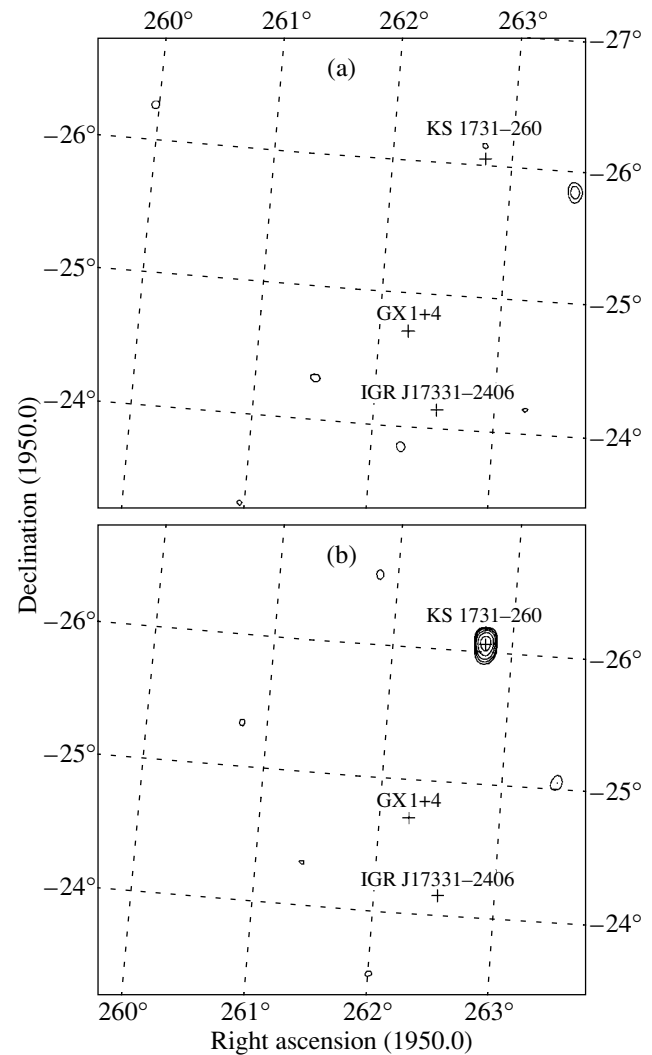 260° 261° 262° 263°
(a)
−27°
KS 1731–260
−26°
−26°
−25°
−25°
GX1+4
IGR J17331–2406
−24°
−24°
Declination (1950.0)
(b)
KS 1731–260
−26°
−26°
−25°
−25°
GX1+4
IGR J17331–2406
−24°
−24°
260° 261° 262° 263°
Right ascension (1950.0)